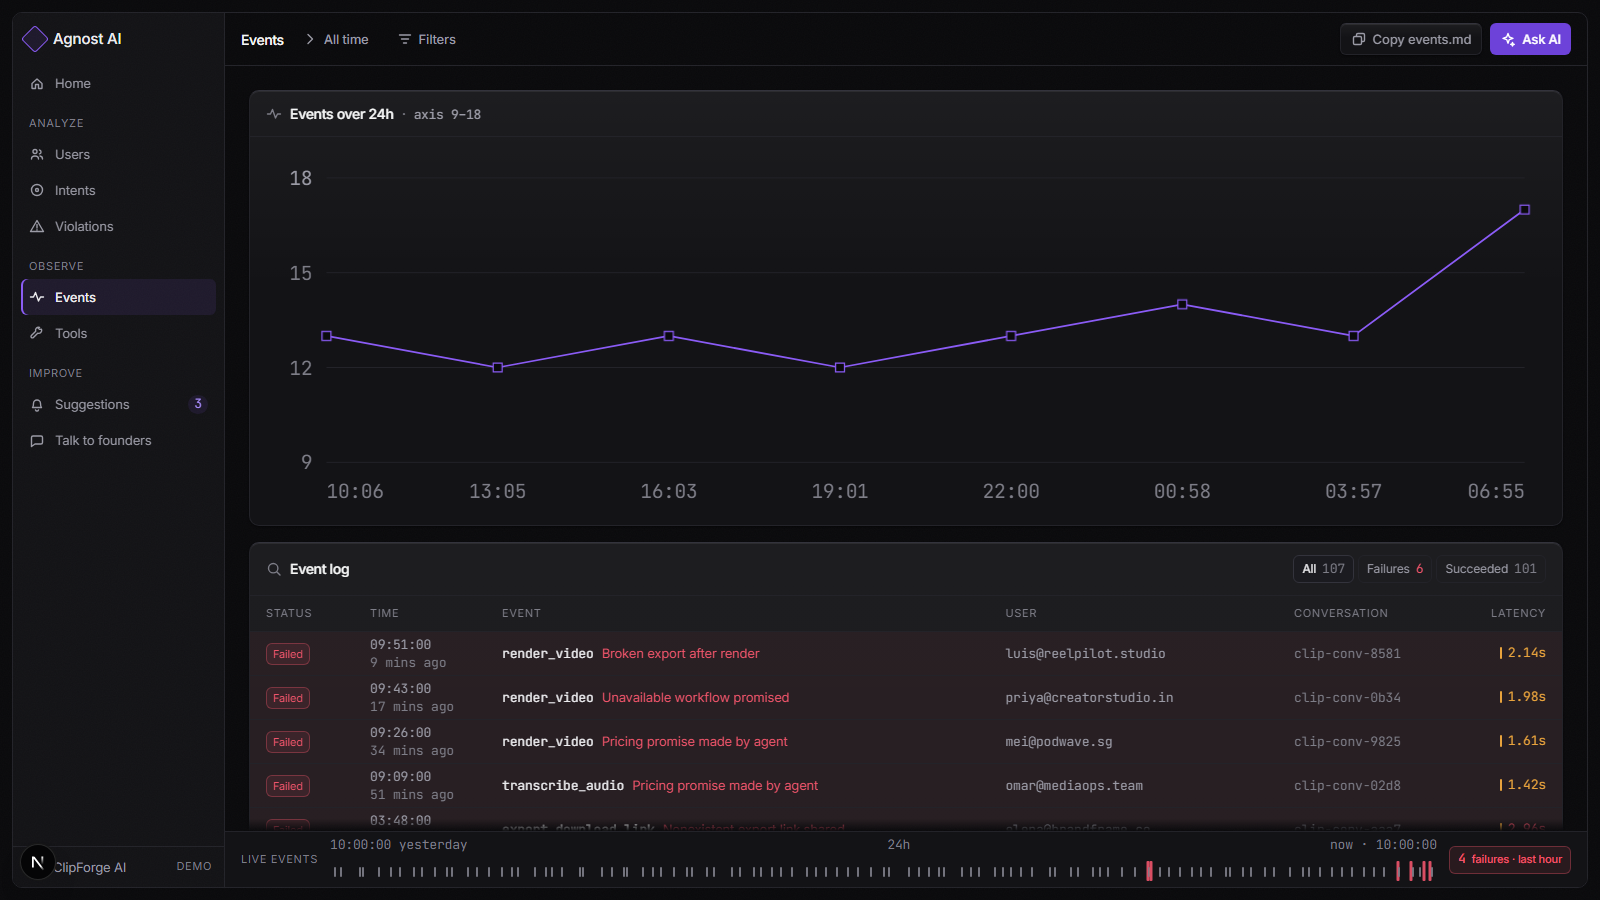 Agnost AI
Home
ANALYZE
Users
Intents
Violations
OBSERVE
Events
Tools
IMPROVE
Suggestions 3
Talk to founders
N ClipForge AI DEMO
Events > All time Filters
Copy events.md Ask AI
Events over 24h · axis 9–18
18
15
12
9
10:06 13:05 16:03 19:01 22:00 00:58 03:57 06:55
Event log
All 107 Failures 6 Succeeded 101
STATUS TIME EVENT USER CONVERSATION LATENCY
Failed 09:51:00 render_video Broken export after render luis@reelpilot.studio clip-conv-8581 2.14s
9 mins ago
Failed 09:43:00 render_video Unavailable workflow promised priya@creatorstudio.in clip-conv-0b34 1.98s
17 mins ago
Failed 09:26:00 render_video Pricing promise made by agent mei@podwave.sg clip-conv-9825 1.61s
34 mins ago
Failed 09:09:00 transcribe_audio Pricing promise made by agent omar@mediaops.team clip-conv-02d8 1.42s
51 mins ago
Failed 03:48:00 export_download_link Nonexistent export link shared
LIVE EVENTS
10:00:00 yesterday 24h now · 10:00:00
4 failures · last hour